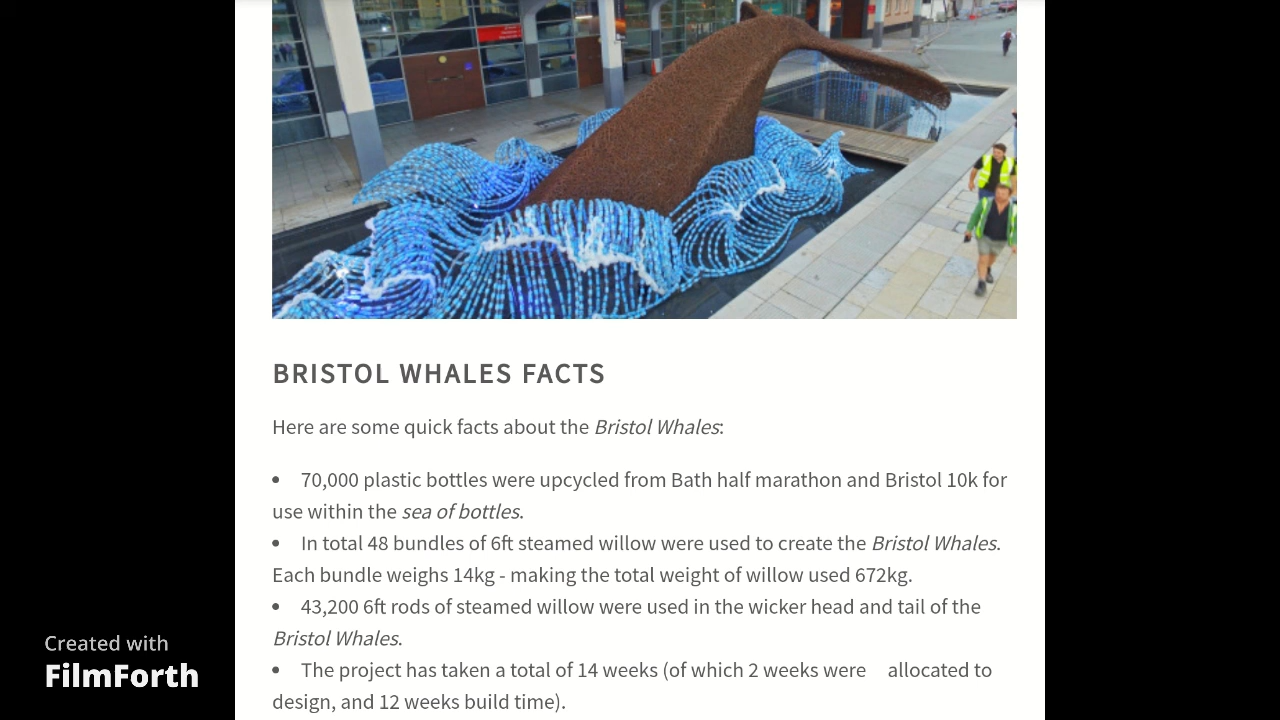 BRISTOL WHALES FACTS
Here are some quick facts about the Bristol Whales:
• 70,000 plastic bottles were upcycled from Bath half marathon and Bristol 10k for
use within the sea of bottles.
• In total 48 bundles of 6ft steamed willow were used to create the Bristol Whales.
Each bundle weighs 14kg - making the total weight of willow used 672kg.
• 43,200 6ft rods of steamed willow were used in the wicker head and tail of the
Bristol Whales.
• The project has taken a total of 14 weeks (of which 2 weeks were allocated to
design, and 12 weeks build time).
Created with
FilmForth